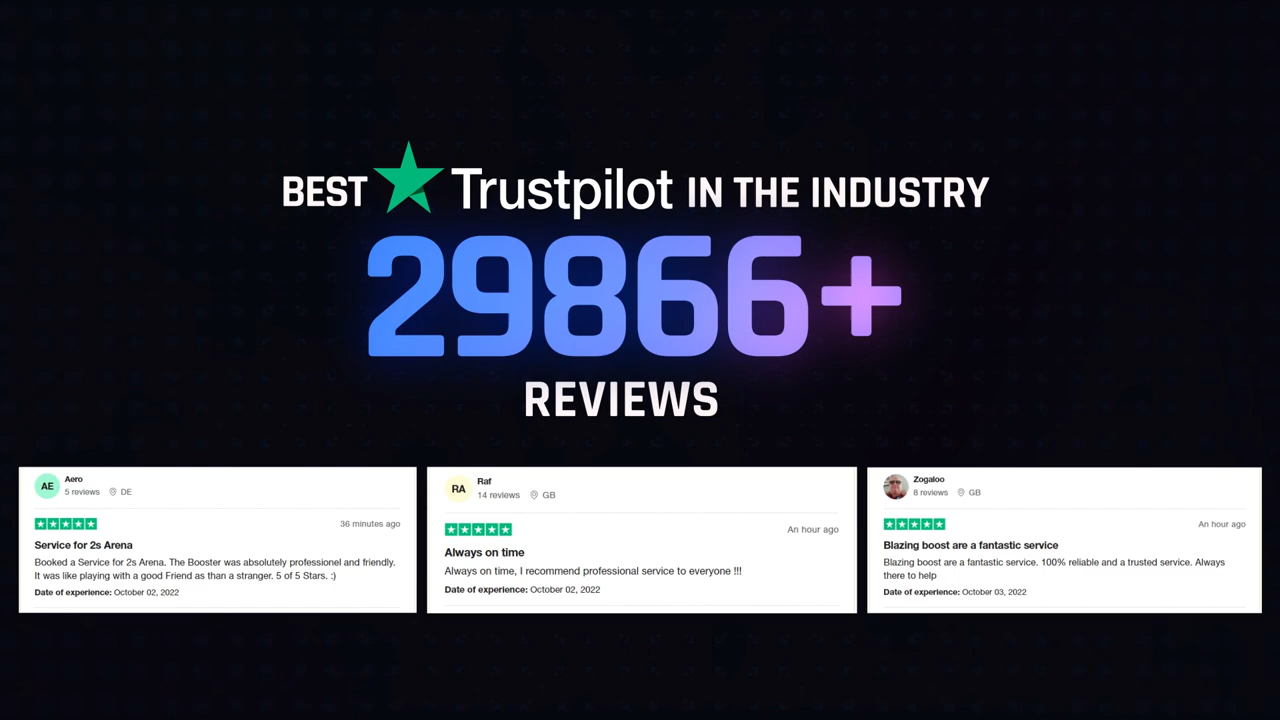 BEST Trustpilot IN THE INDUSTRY
29866+
REVIEWS
AE
Aero
5 reviews DE
36 minutes ago
Service for 2s Arena
Booked a Service for 2s Arena. The Booster was absolutely professionel and friendly.
It was like playing with a good Friend as than a stranger. 5 of 5 Stars. :)
Date of experience: October 02, 2022
RA
Raf
14 reviews GB
An hour ago
Always on time
Always on time, I recommend professional service to everyone !!!
Date of experience: October 02, 2022
Zogaloo
8 reviews GB
An hour ago
Blazing boost are a fantastic service
Blazing boost are a fantastic service. 100% reliable and a trusted service. Always
there to help
Date of experience: October 03, 2022